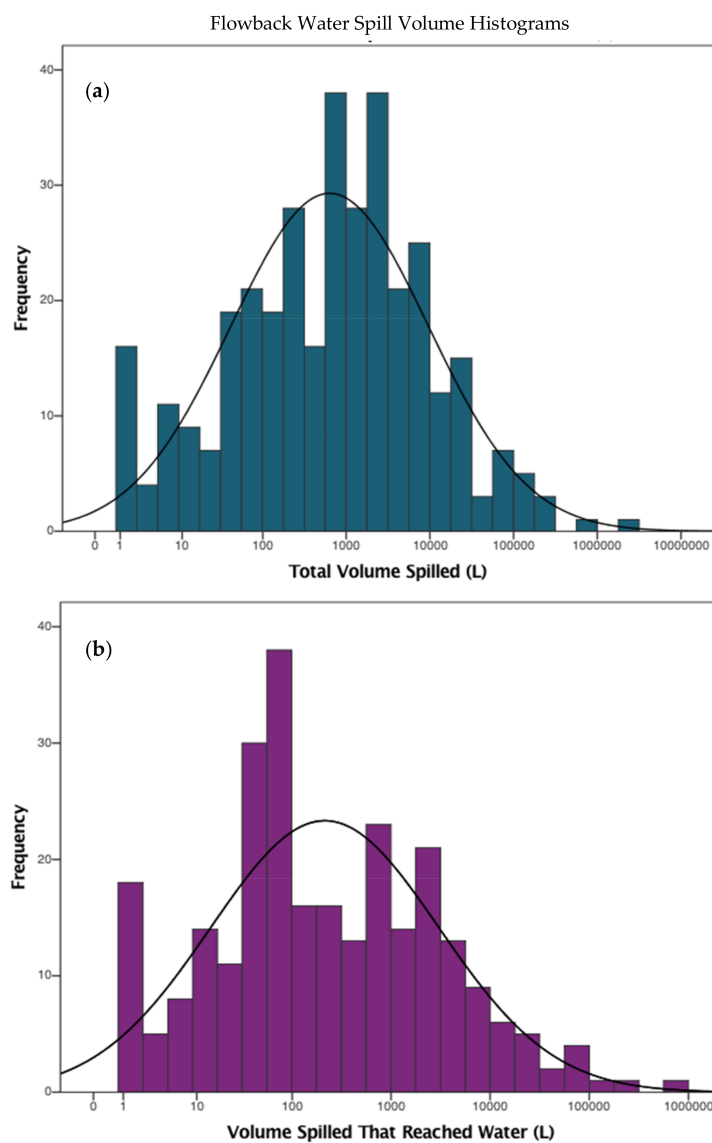 Flowback Water Spill Volume Histograms
(a)
40
30
20
10
0
Frequency
0 1 10 100 1000 10000 100000 1000000 10000000
Total Volume Spilled (L)
(b)
40
30
20
10
0
Frequency
0 1 10 100 1000 10000 100000 1000000
Volume Spilled That Reached Water (L)